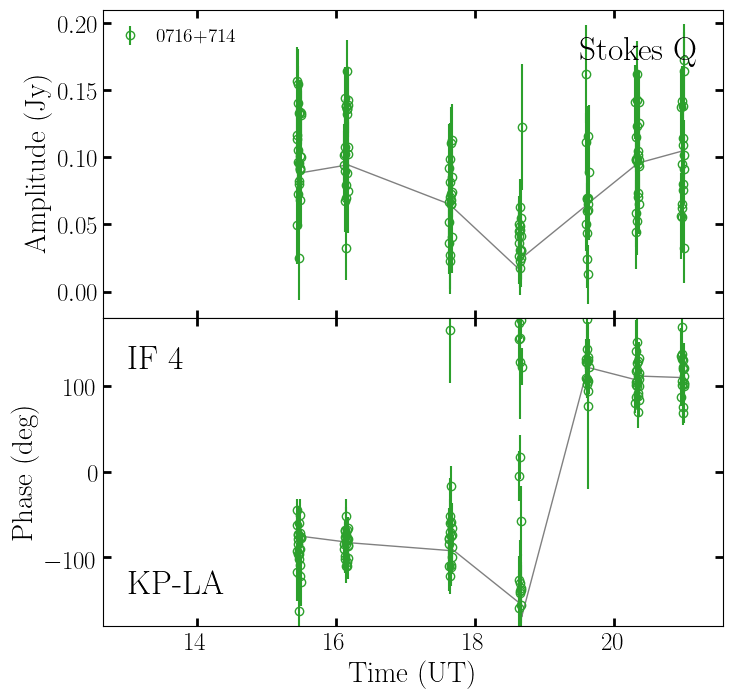 0716+714
Stokes Q
0.20
0.15
0.10
0.05
0.00
Amplitude (Jy)
IF 4
100
0
−100
Phase (deg)
KP-LA
14 16 18 20
Time (UT)